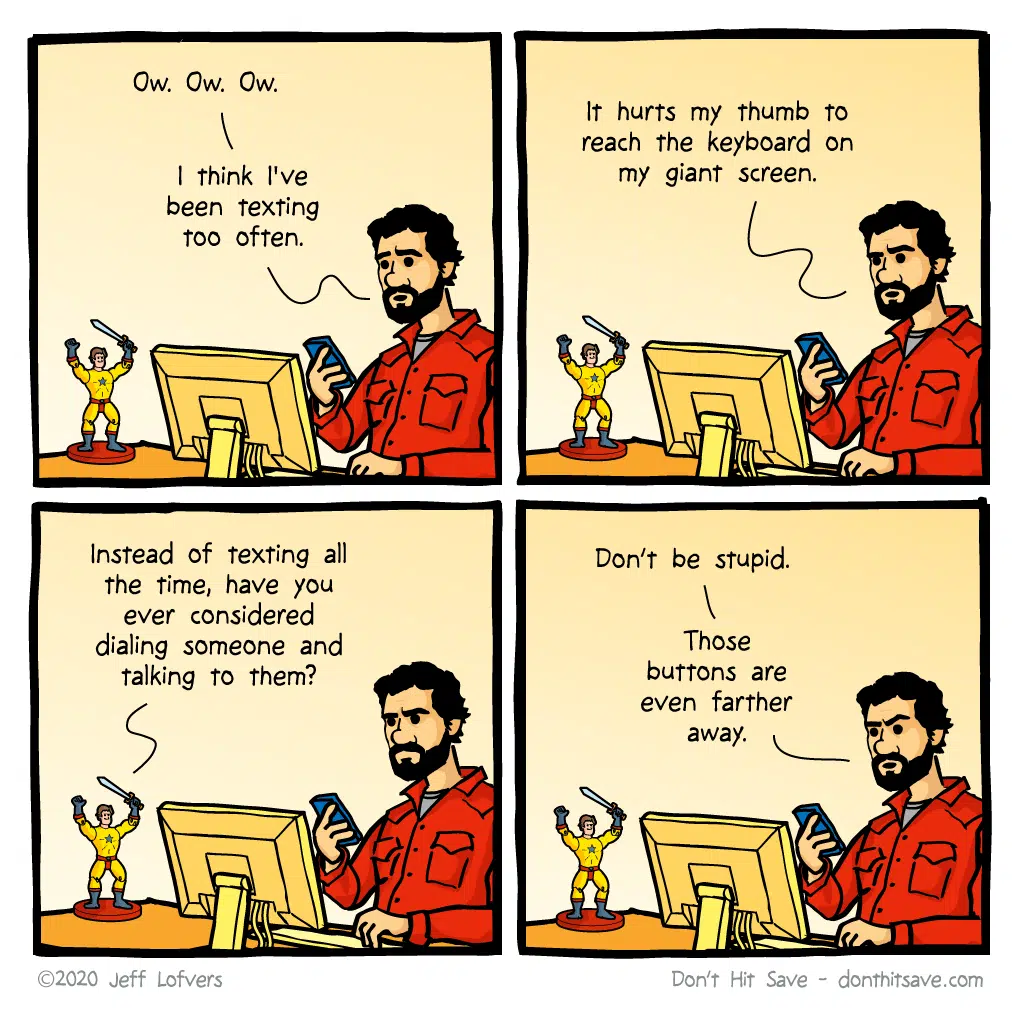 Ow. Ow. Ow.
I think I've
been texting
too often.
It hurts my thumb to
reach the keyboard on
my giant screen.
Instead of texting all
the time, have you
ever considered
dialing someone and
talking to them?
Don't be stupid.
Those
buttons are
even farther
away.
©2020 Jeff Lofvers
Don't Hit Save - donthitsave.com